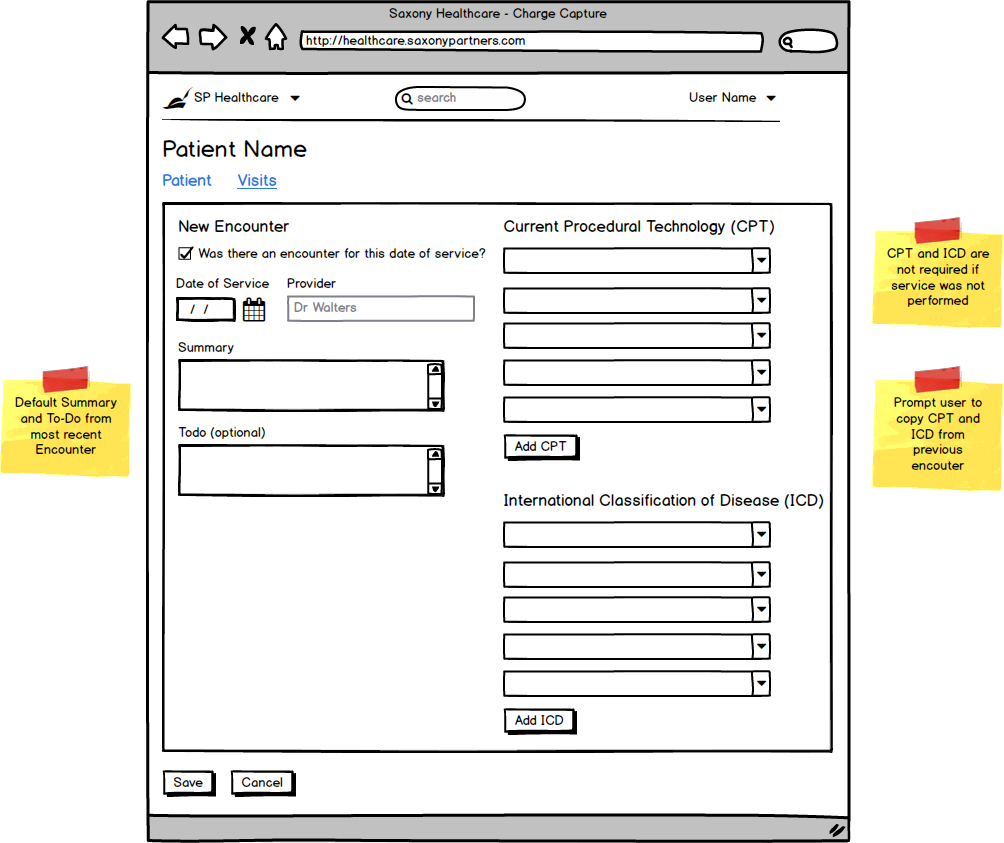 Saxony Healthcare - Charge Capture
http://healthcare.saxonypartners.com
SP Healthcare
search
User Name
Patient Name
Patient
Visits
New Encounter
Was there an encounter for this date of service?
Date of Service
Provider
/ /
Dr Walters
Summary
Todo (optional)
Current Procedural Technology (CPT)
Add CPT
International Classification of Disease (ICD)
Add ICD
Save
Cancel
Default Summary
and To-Do from
most recent
Encounter
CPT and ICD are
not required if
service was not
performed
Prompt user to
copy CPT and
ICD from
previous
encouter